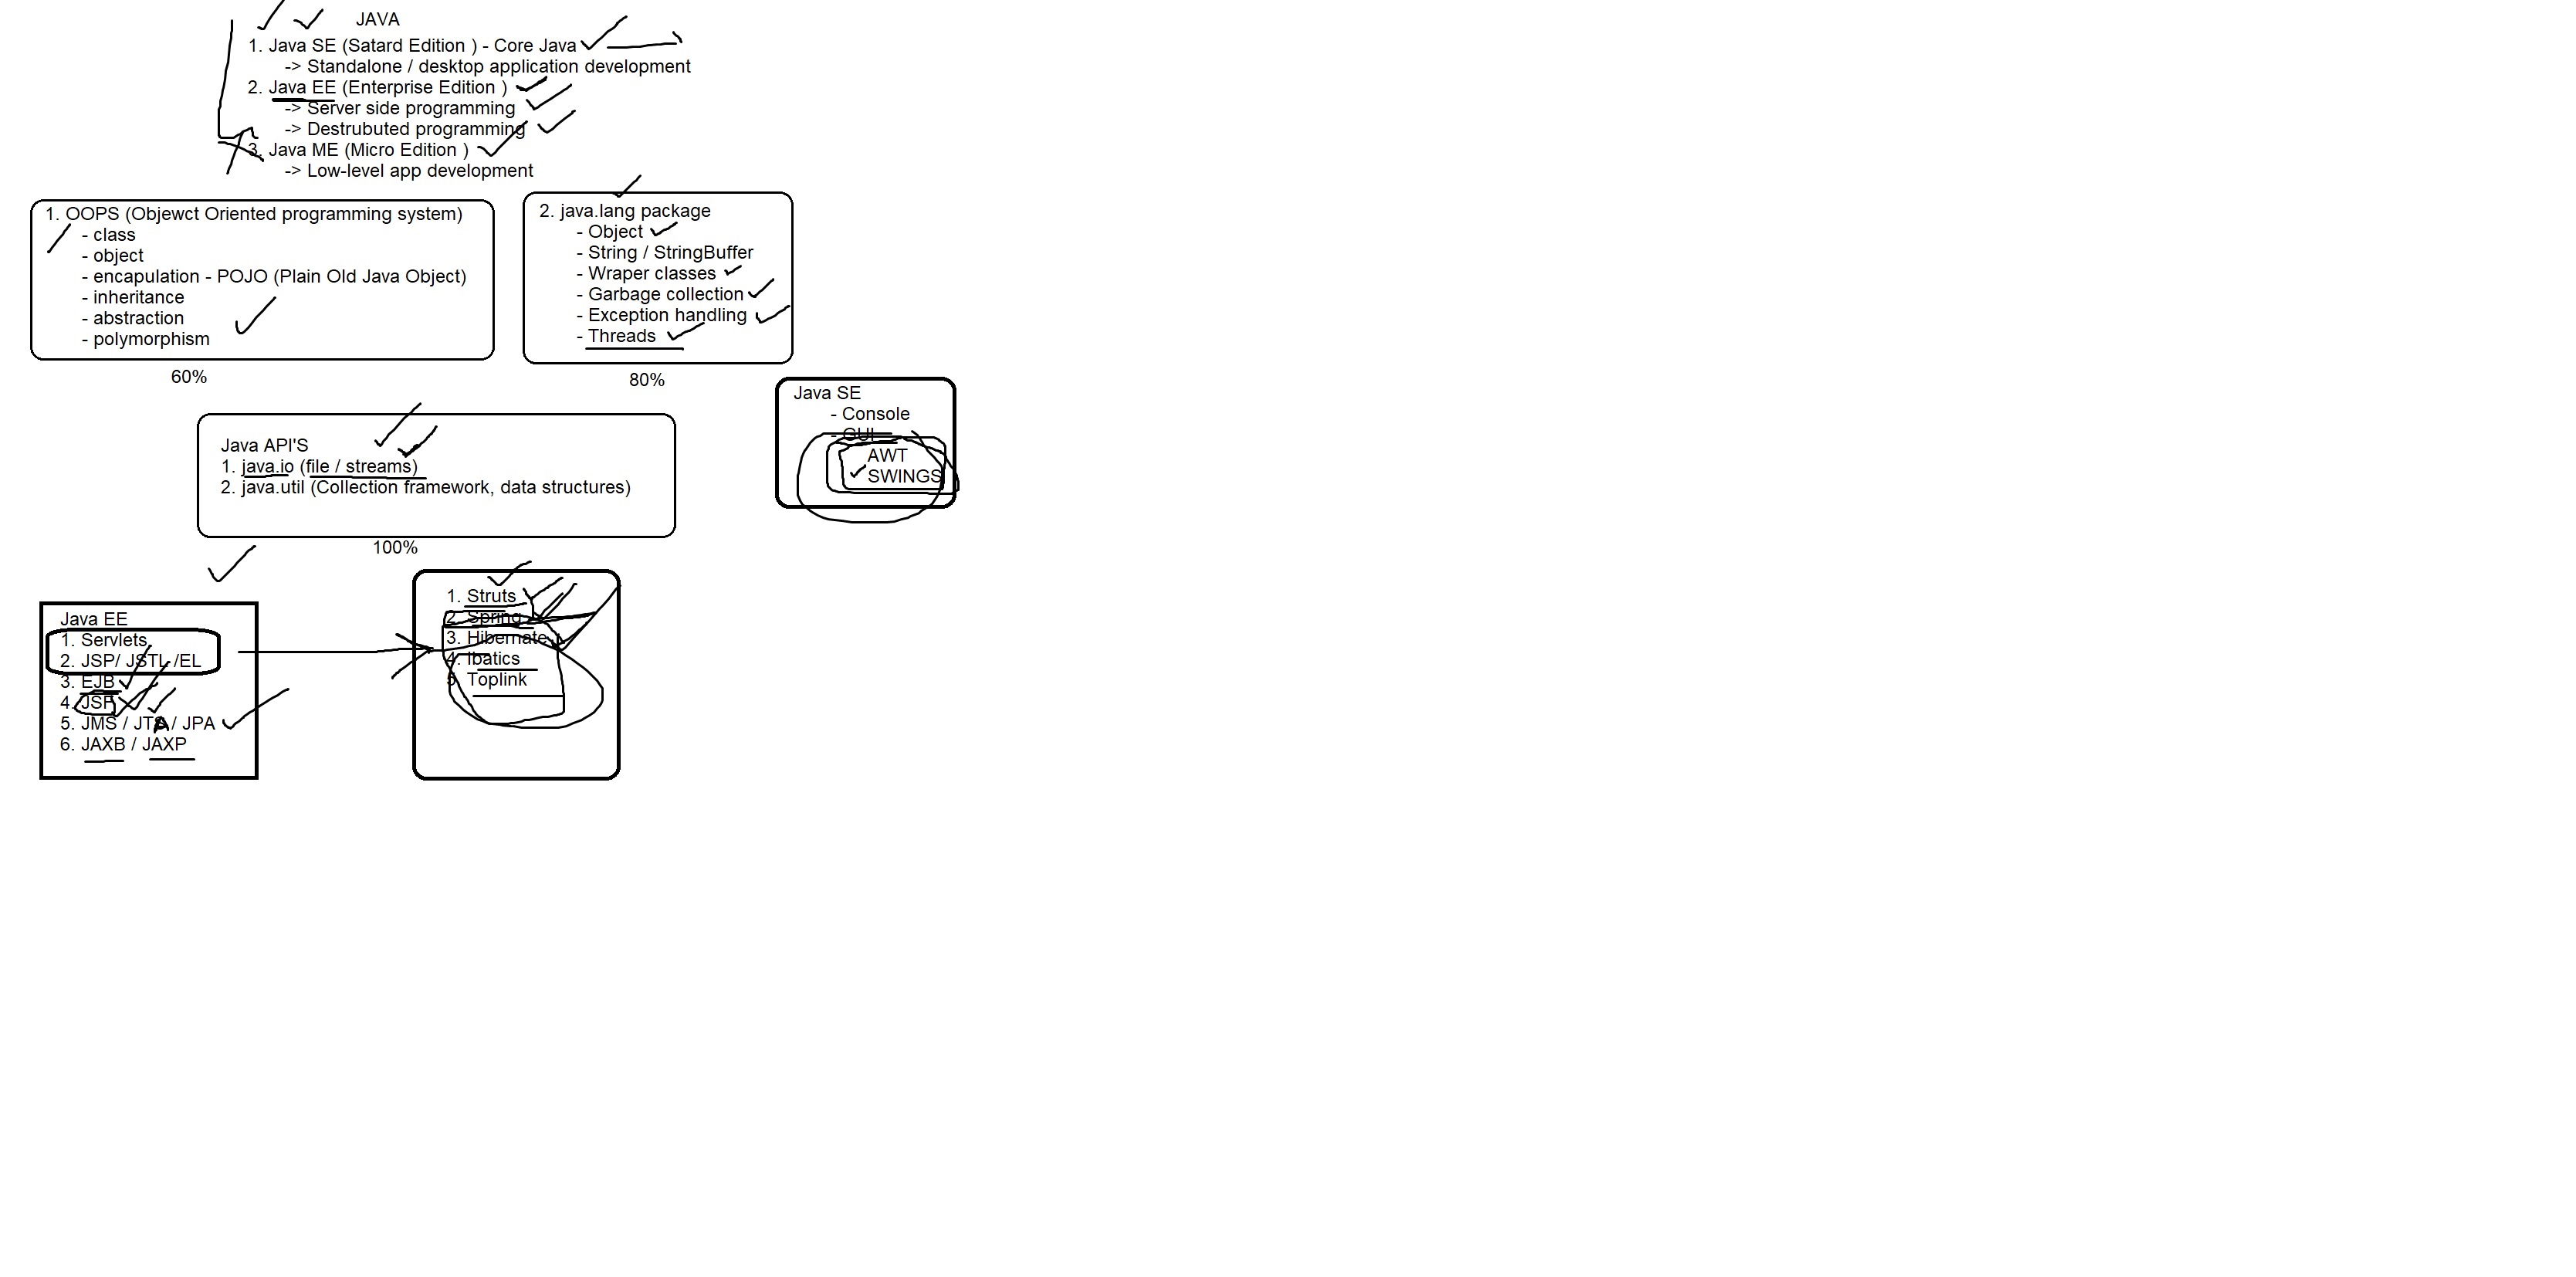 JAVA
1. Java SE (Satard Edition ) - Core Java
-> Standalone / desktop application development
2. Java EE (Enterprise Edition )
-> Server side programming
-> Destrubuted programming
3. Java ME (Micro Edition )
-> Low-level app development
1. OOPS (Objewct Oriented programming system)
- class
- object
- encapulation - POJO (Plain Old Java Object)
- inheritance
- abstraction
- polymorphism
60%
2. java.lang package
- Object
- String / StringBuffer
- Wraper classes
- Garbage collection
- Exception handling
- Threads
80%
Java SE
- Console
- GUI
AWT
SWINGS
Java API'S
1. java.io (file / streams)
2. java.util (Collection framework, data structures)
100%
Java EE
1. Servlets
2. JSP/ JSTL /EL
3. EJB
4. JSF
5. JMS / JTA / JPA
6. JAXB / JAXP
1. Struts
2. Spring
3. Hibernate
4. Ibatics
5. Toplink